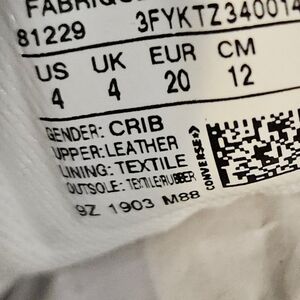 FABRIQU
81229 3FYKTZ340014
US UK EUR CM
4 4 20 12
GENDER: CRIB
UPPER: LEATHER
LINING: TEXTILE
OUTSOLE: TEXTILE/RUBBER
9Z 1903 M88
CONVERSE